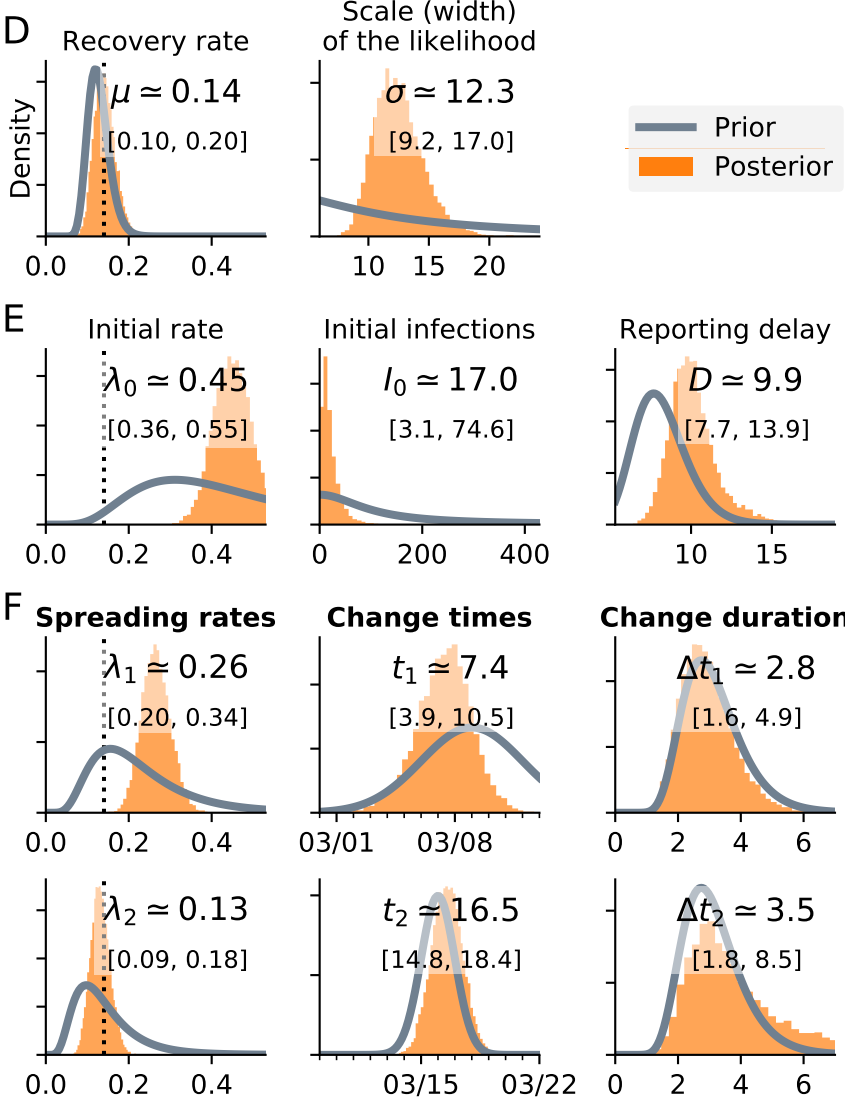 D
Recovery rate
Scale (width)
of the likelihood
Density
μ ≃ 0.14
[0.10, 0.20]
0.0 0.2 0.4
σ ≃ 12.3
[9.2, 17.0]
10 15 20
Prior
Posterior
E
Initial rate
λ0 ≃ 0.45
[0.36, 0.55]
0.0 0.2 0.4
Initial infections
I0 ≃ 17.0
[3.1, 74.6]
0 200 400
Reporting delay
D ≃ 9.9
[7.7, 13.9]
10 15
F
Spreading rates
λ1 ≃ 0.26
[0.20, 0.34]
0.0 0.2 0.4
Change times
t1 ≃ 7.4
[3.9, 10.5]
03/01 03/08
Change duration
Δt1 ≃ 2.8
[1.6, 4.9]
0 2 4 6
λ2 ≃ 0.13
[0.09, 0.18]
0.0 0.2 0.4
t2 ≃ 16.5
[14.8, 18.4]
03/15 03/22
Δt2 ≃ 3.5
[1.8, 8.5]
0 2 4 6